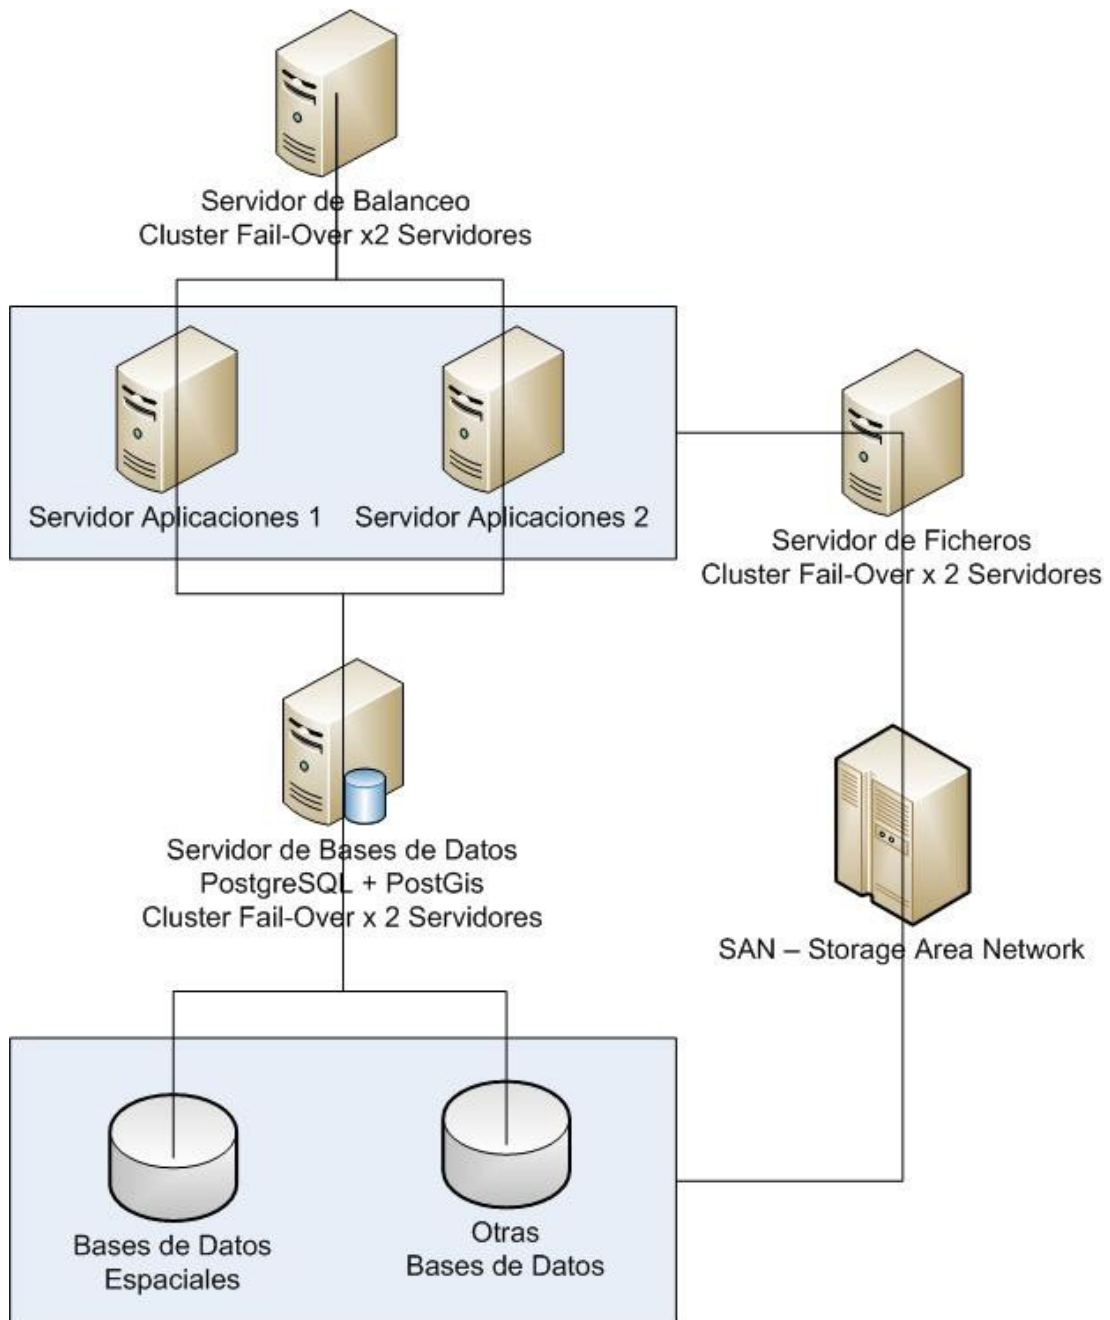 Servidor de Balanceo
Cluster Fail-Over x2 Servidores
Servidor Aplicaciones 1
Servidor Aplicaciones 2
Servidor de Ficheros
Cluster Fail-Over x 2 Servidores
Servidor de Bases de Datos
PostgreSQL + PostGis
Cluster Fail-Over x 2 Servidores
SAN – Storage Area Network
Bases de Datos
Espaciales
Otras
Bases de Datos